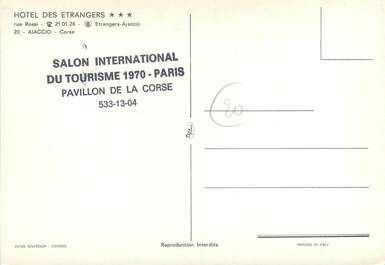 HOTEL DES ETRANGERS ★ ★ ★
rue Rossi - ☎ 21.01.26 - Etrangers-Ajaccio
20 - AJACCIO - Corse
SALON INTERNATIONAL
DU TOURISME 1970 - PARIS
PAVILLON DE LA CORSE
533-13-04
20
Reproduction Interdite
PRINTED IN ITALY